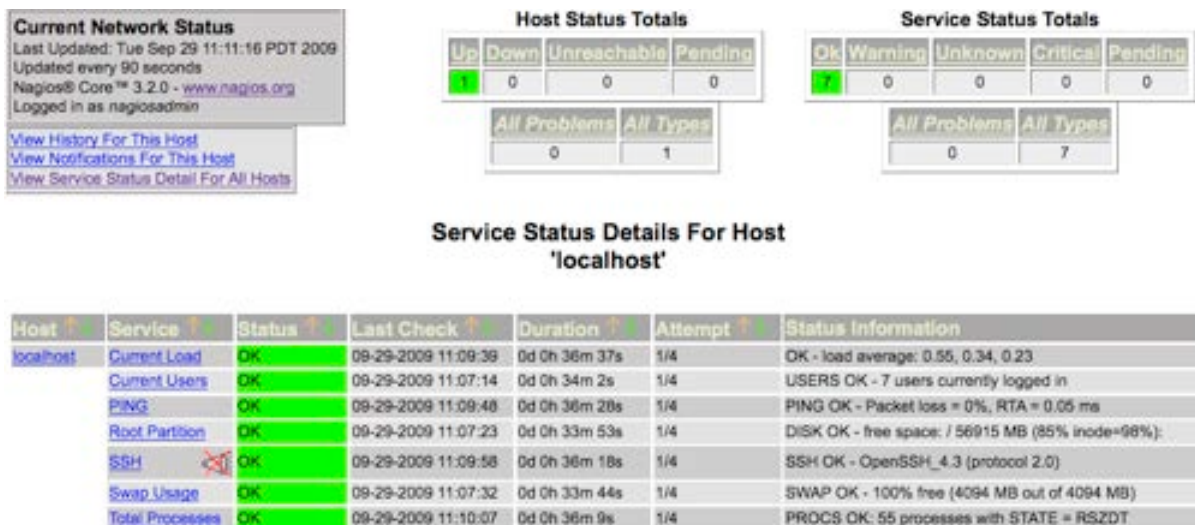 Current Network Status
Last Updated: Tue Sep 29 11:11:16 PDT 2009
Updated every 90 seconds
Nagios® Core™ 3.2.0 - www.nagios.org
Logged in as nagiosadmin
View History For This Host
View Notifications For This Host
View Service Status Detail For All Hosts
Host Status Totals
Up Down Unreachable Pending
1 0 0 0
All Problems All Types
0 1
Service Status Totals
Ok Warning Unknown Critical Pending
7 0 0 0 0
All Problems All Types
0 7
Service Status Details For Host
'localhost'
Host Service Status Last Check Duration Attempt Status Information
localhost Current Load OK 09-29-2009 11:09:39 0d 0h 36m 37s 1/4 OK - load average: 0.55, 0.34, 0.23
Current Users OK 09-29-2009 11:07:14 0d 0h 34m 2s 1/4 USERS OK - 7 users currently logged in
PING OK 09-29-2009 11:09:48 0d 0h 36m 28s 1/4 PING OK - Packet loss = 0%, RTA = 0.05 ms
Root Partition OK 09-29-2009 11:07:23 0d 0h 33m 53s 1/4 DISK OK - free space: / 56915 MB (85% inode=98%):
SSH OK 09-29-2009 11:09:58 0d 0h 36m 18s 1/4 SSH OK - OpenSSH_4.3 (protocol 2.0)
Swap Usage OK 09-29-2009 11:07:32 0d 0h 33m 44s 1/4 SWAP OK - 100% free (4094 MB out of 4094 MB)
Total Processes OK 09-29-2009 11:10:07 0d 0h 36m 9s 1/4 PROCS OK: 55 processes with STATE = RSZDT